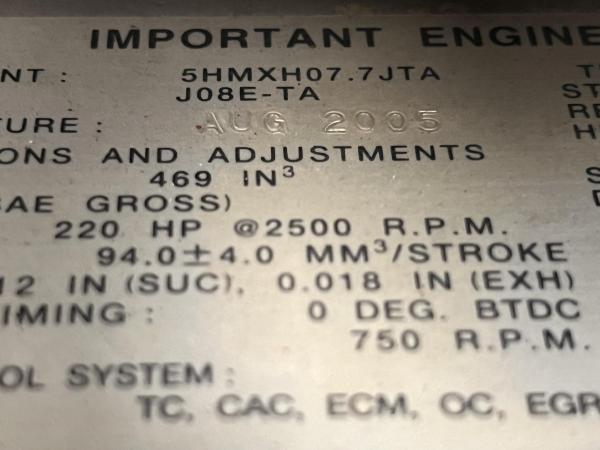 IMPORTANT ENGINE
NT : 5HMXH07.7JTA
J08E-TA
TURE : AUG 2005
ONS AND ADJUSTMENTS
469 IN³
SAE GROSS)
220 HP @2500 R.P.M.
94.0±4.0 MM³/STROKE
12 IN (SUC), 0.018 IN (EXH)
IMING : 0 DEG. BTDC
750 R.P.M.
OL SYSTEM :
TC, CAC, ECM, OC, EGR